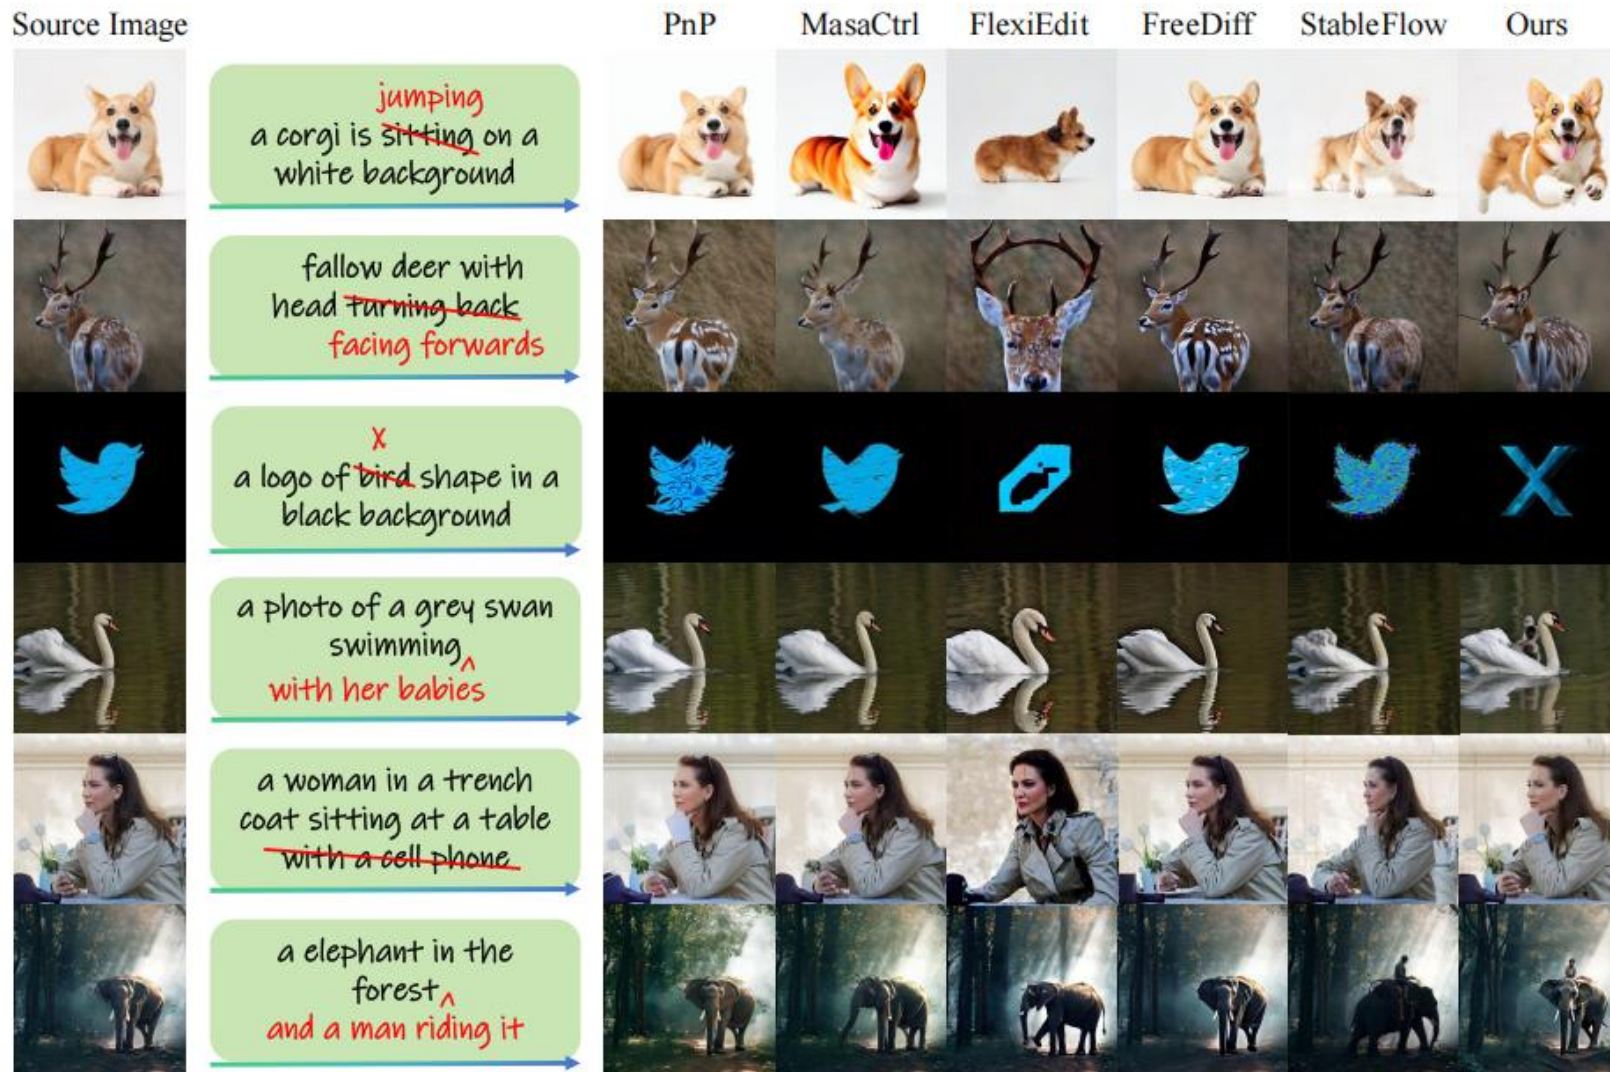 Source Image PnP MasaCtrl FlexiEdit FreeDiff StableFlow Ours
jumping
a corgi is sitting on a
white background
fallow deer with
head turning back
facing forwards
X
a logo of bird shape in a
black background
a photo of a grey swan
swimming^
with her babies
a woman in a trench
coat sitting at a table
with a cell phone
a elephant in the
forest^
and a man riding it